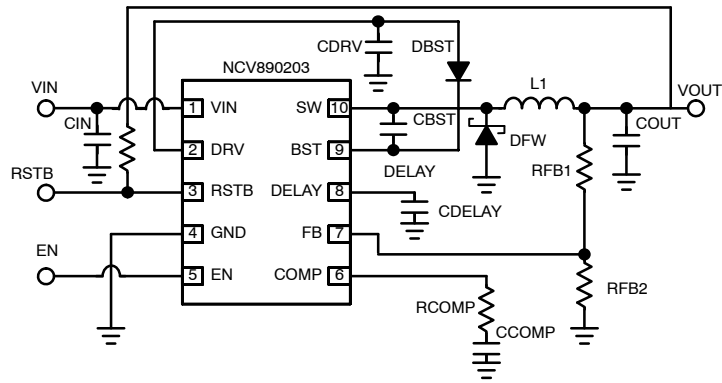 CDRV
DBST
NCV890203
VIN
L1
VOUT
1 VIN
SW 10
CIN
CBST
COUT
DFW
2 DRV
BST 9
DELAY
RFB1
RSTB
3 RSTB
DELAY 8
CDELAY
4 GND
FB 7
EN
5 EN
COMP 6
RFB2
RCOMP
CCOMP